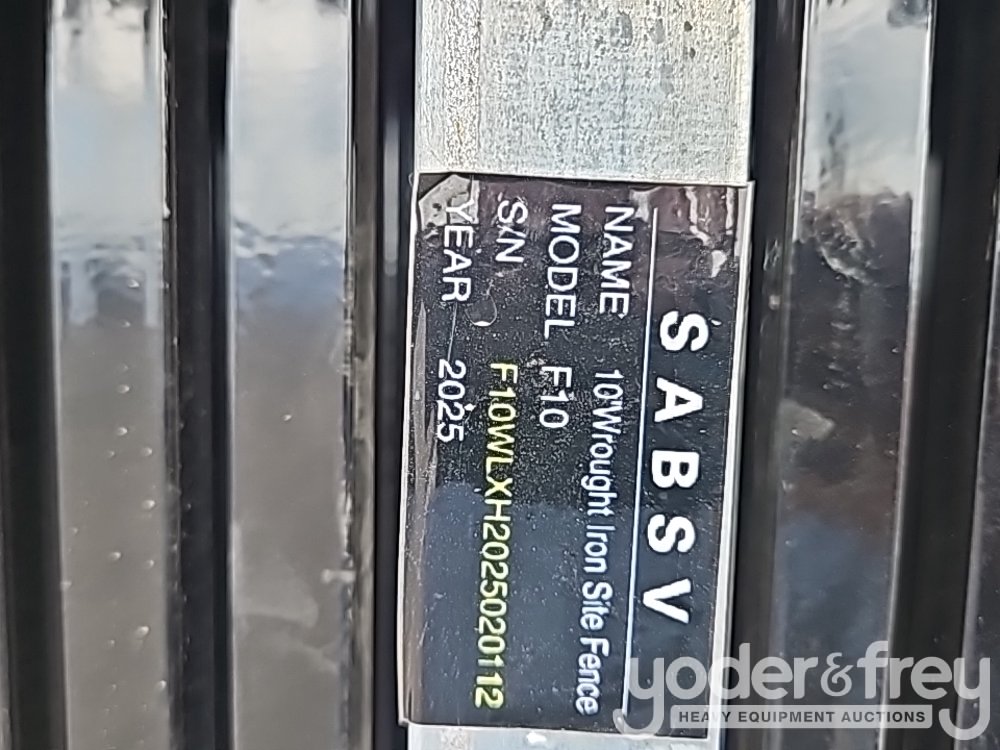 SABSV
NAME 10'Wrought Iron Site Fence
MODEL F10
S/N F10WLXH2025020112
YEAR 2025
yoder&frey
HEAVY EQUIPMENT AUCTIONS